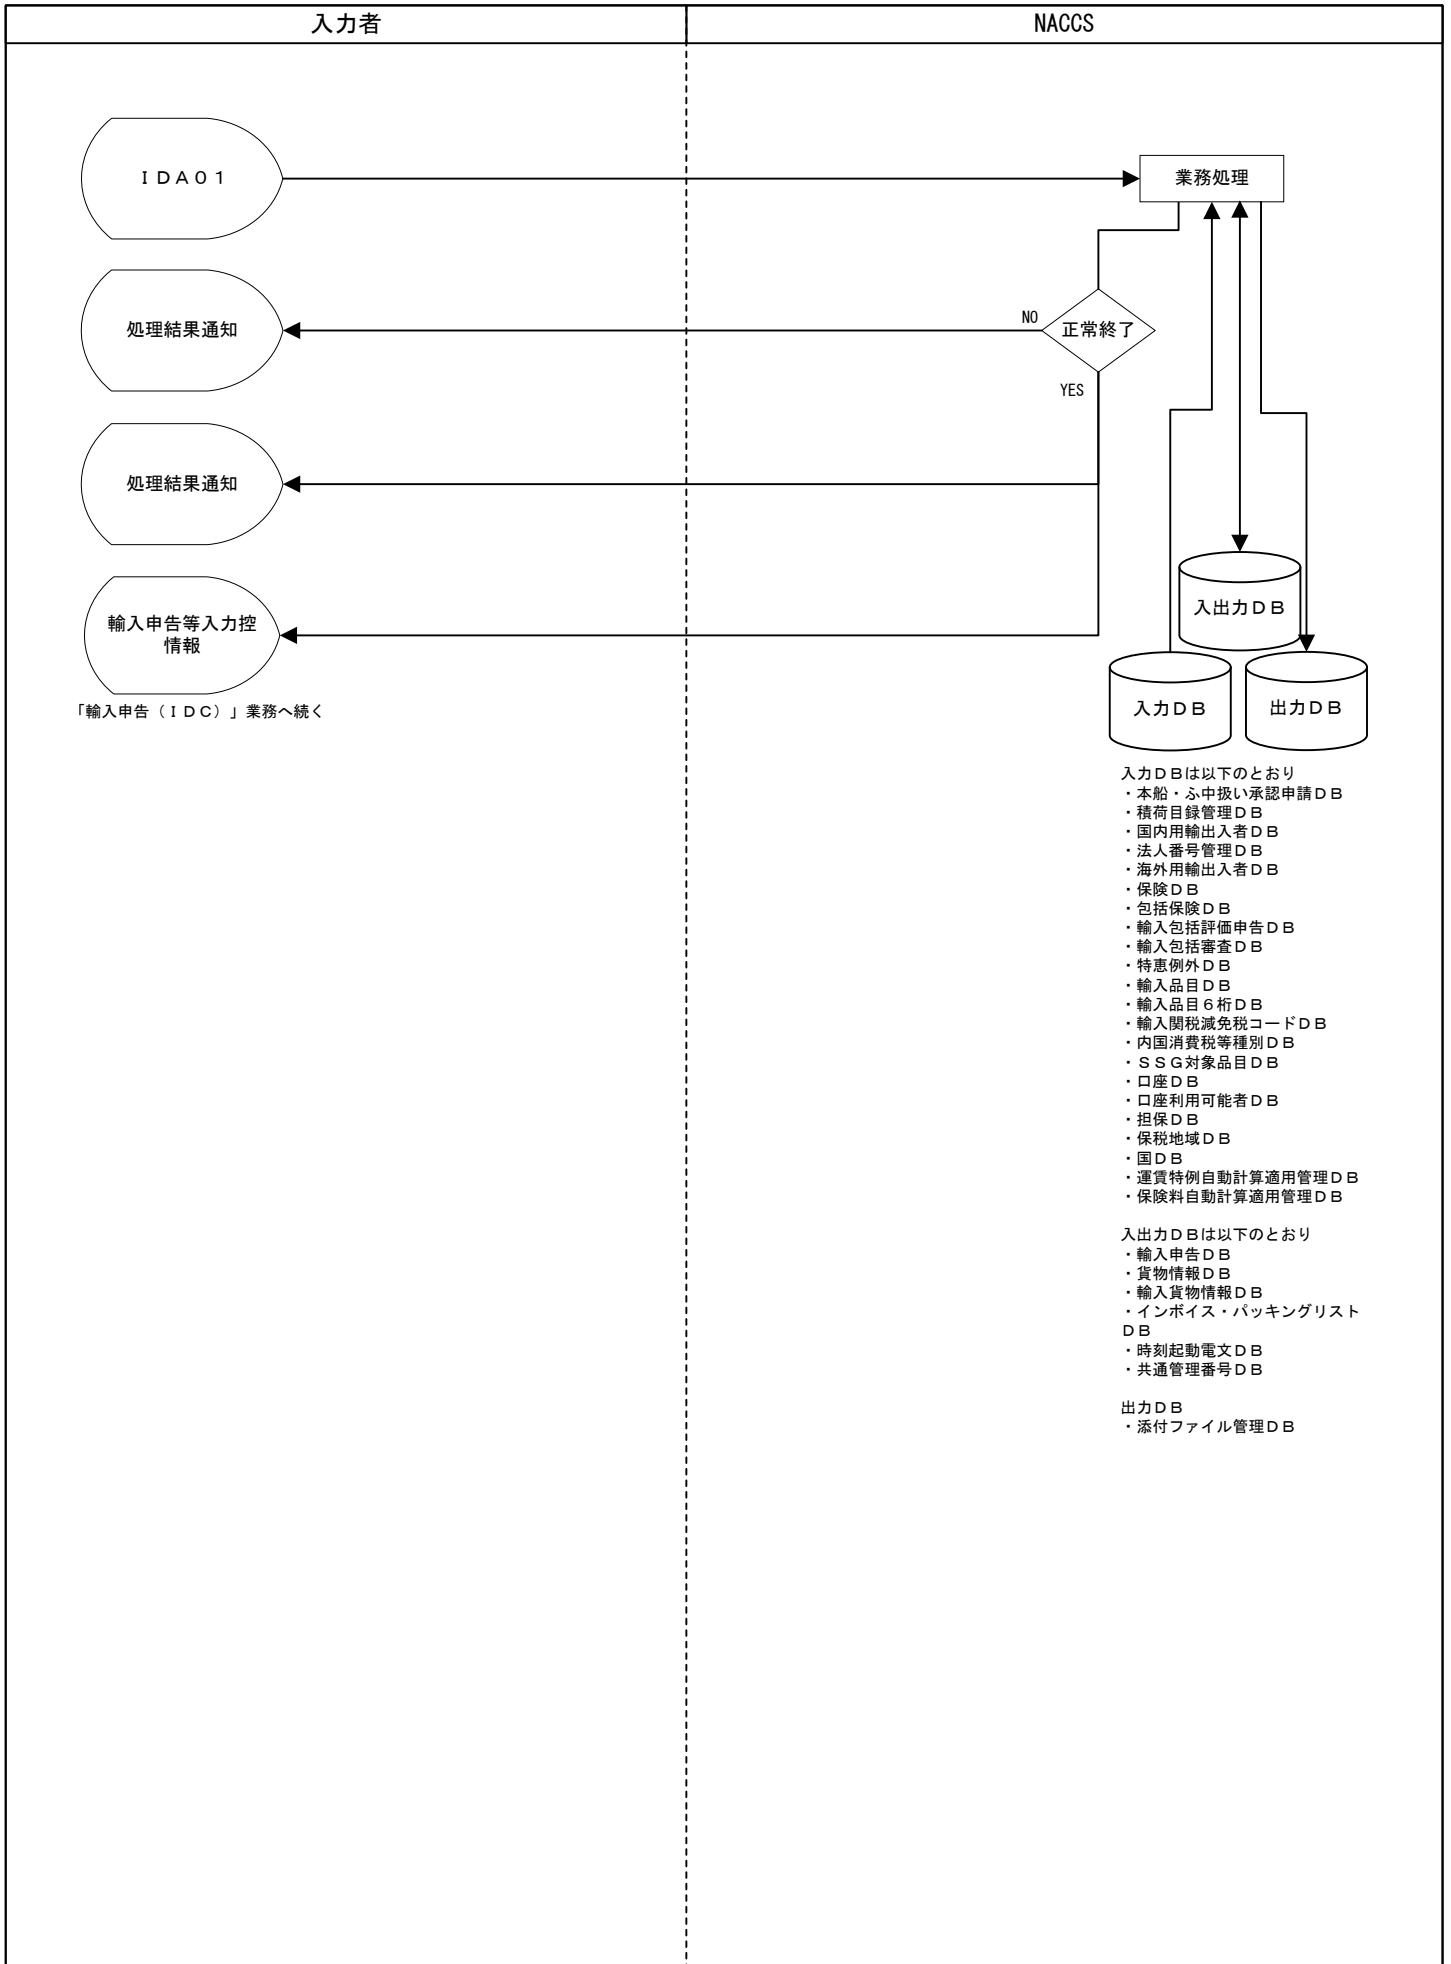 入力者
NACCS
ＩＤＡ０１
業務処理
処理結果通知
NO
正常終了
YES
処理結果通知
入出力ＤＢ
輸入申告等入力控
情報
入力ＤＢ
出力ＤＢ
「輸入申告（ＩＤＣ）」業務へ続く
入力ＤＢは以下のとおり
・本船・ふ中扱い承認申請ＤＢ
・積荷目録管理ＤＢ
・国内用輸出入者ＤＢ
・法人番号管理ＤＢ
・海外用輸出入者ＤＢ
・保険ＤＢ
・包括保険ＤＢ
・輸入包括評価申告ＤＢ
・輸入包括審査ＤＢ
・特恵例外ＤＢ
・輸入品目ＤＢ
・輸入品目６桁ＤＢ
・輸入関税減免税コードＤＢ
・内国消費税等種別ＤＢ
・ＳＳＧ対象品目ＤＢ
・口座ＤＢ
・口座利用可能者ＤＢ
・担保ＤＢ
・保税地域ＤＢ
・国ＤＢ
・運賃特例自動計算適用管理ＤＢ
・保険料自動計算適用管理ＤＢ
入出力ＤＢは以下のとおり
・輸入申告ＤＢ
・貨物情報ＤＢ
・輸入貨物情報ＤＢ
・インボイス・パッキングリスト
ＤＢ
・時刻起動電文ＤＢ
・共通管理番号ＤＢ
出力ＤＢ
・添付ファイル管理ＤＢ